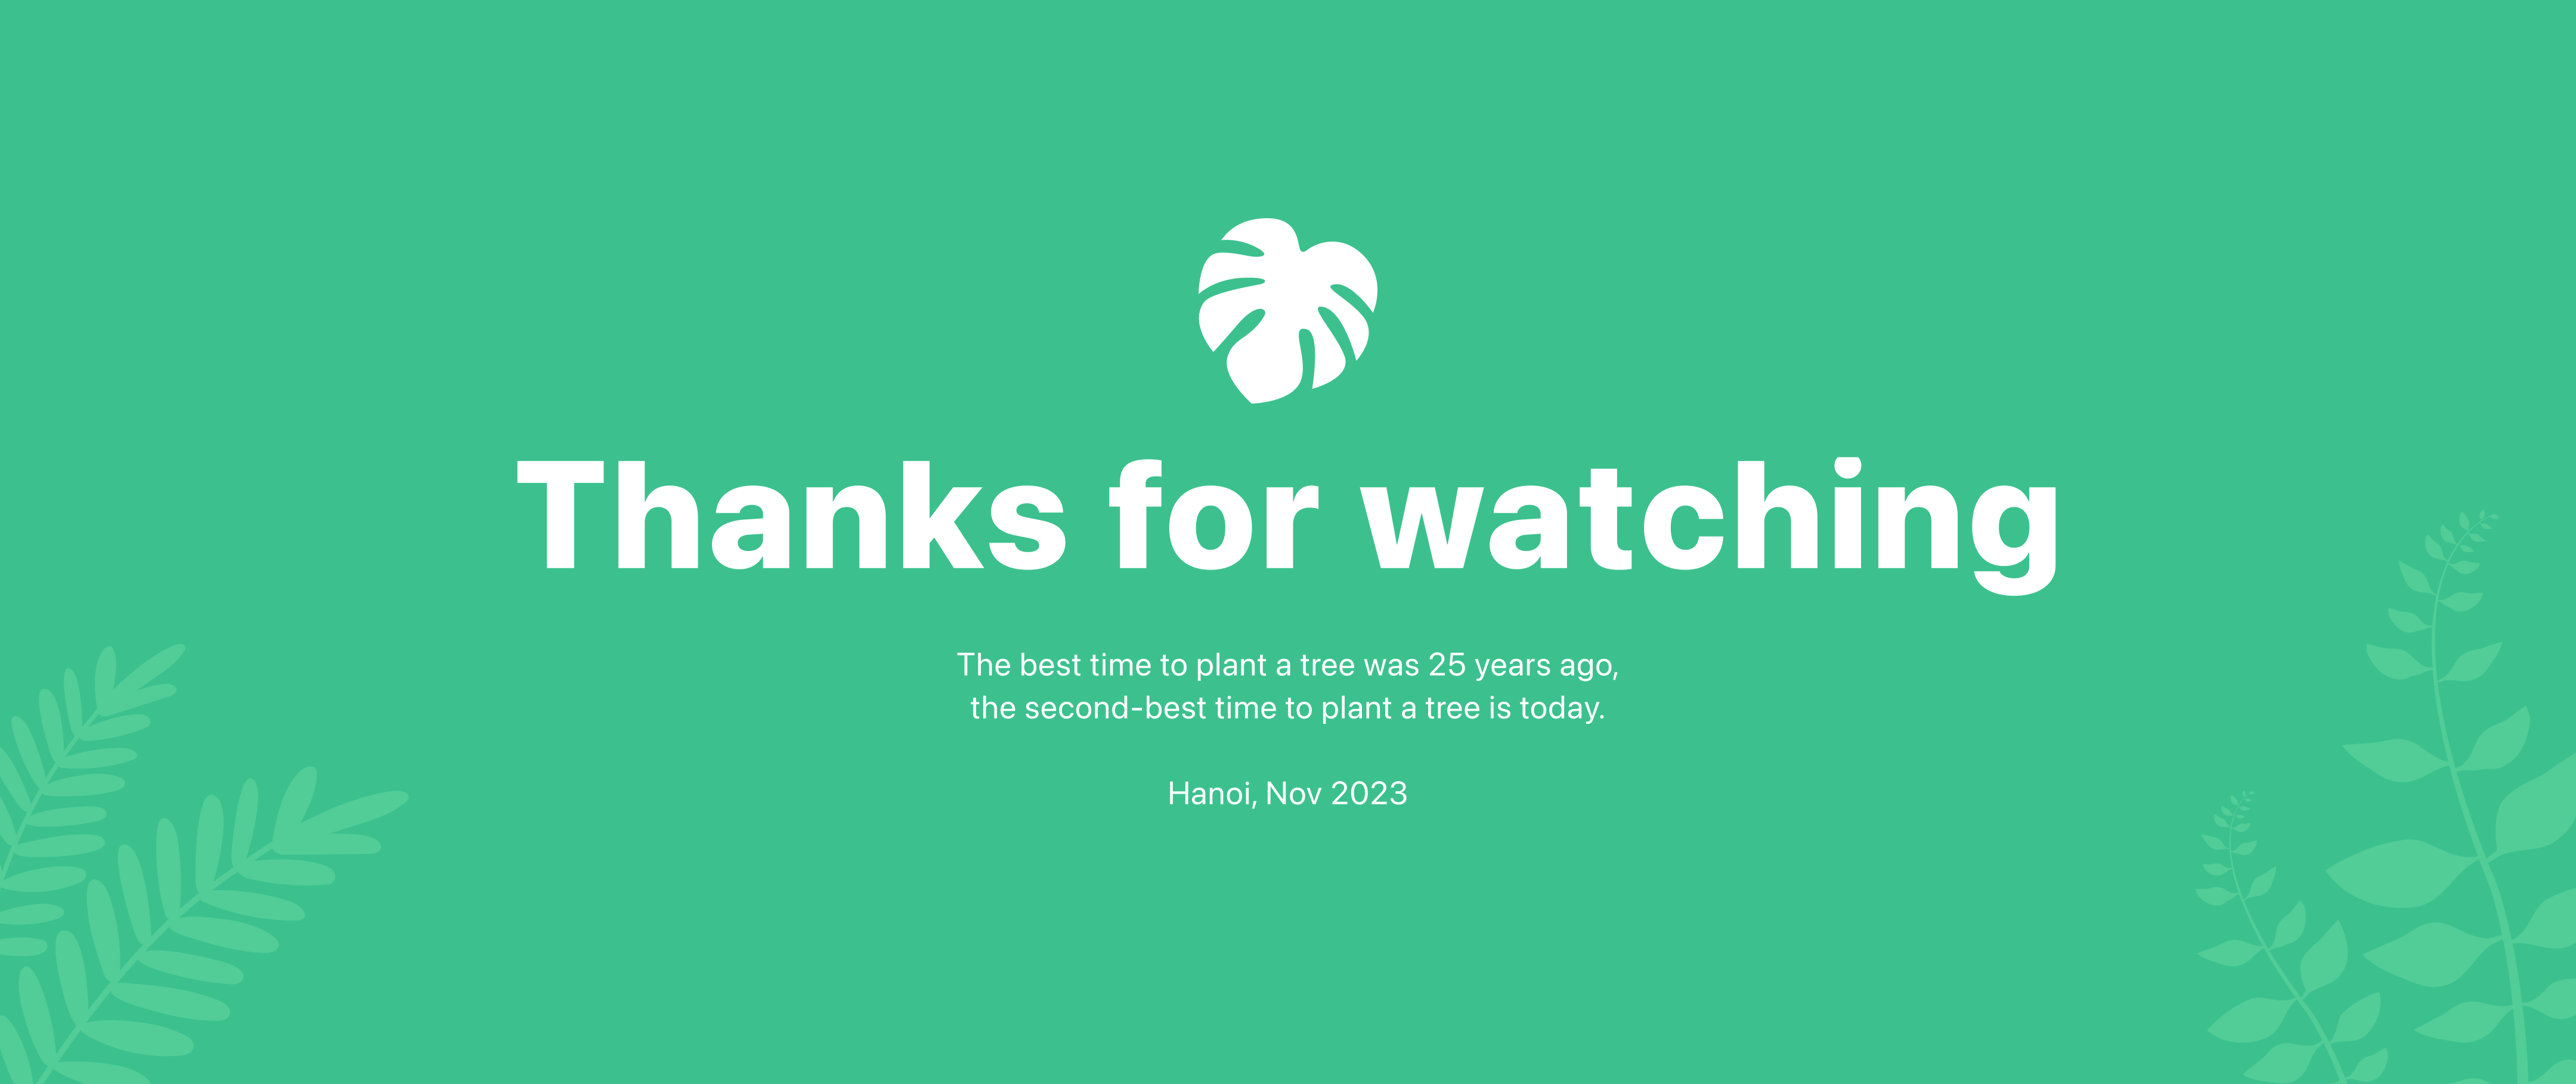 Thanks for watching
The best time to plant a tree was 25 years ago,
the second-best time to plant a tree is today.
Hanoi, Nov 2023